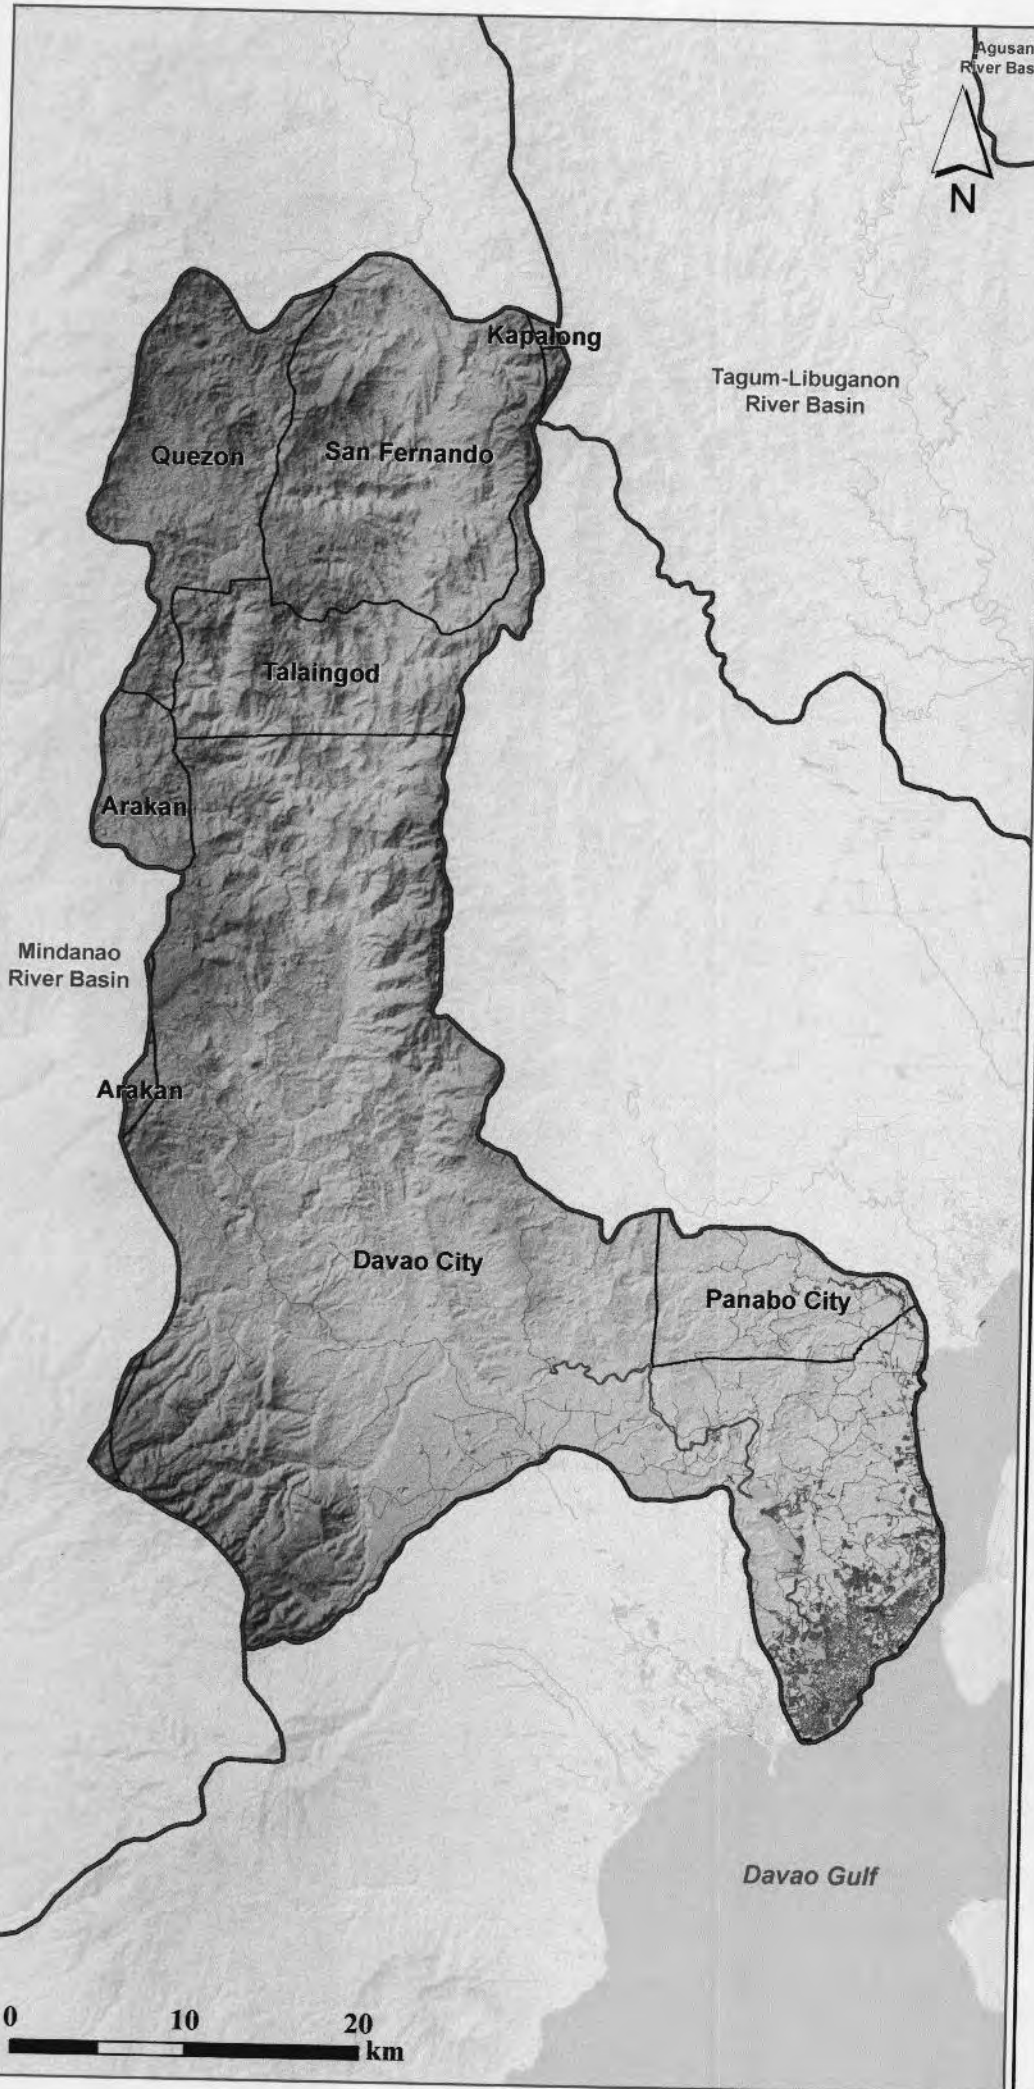 Agusan
River Bas
N
Kapalong
Tagum-Libuganon
River Basin
Quezon
San Fernando
Talaingod
Arakan
Mindanao
River Basin
Arakan
Davao City
Panabo City
Davao Gulf
0 10 20
km